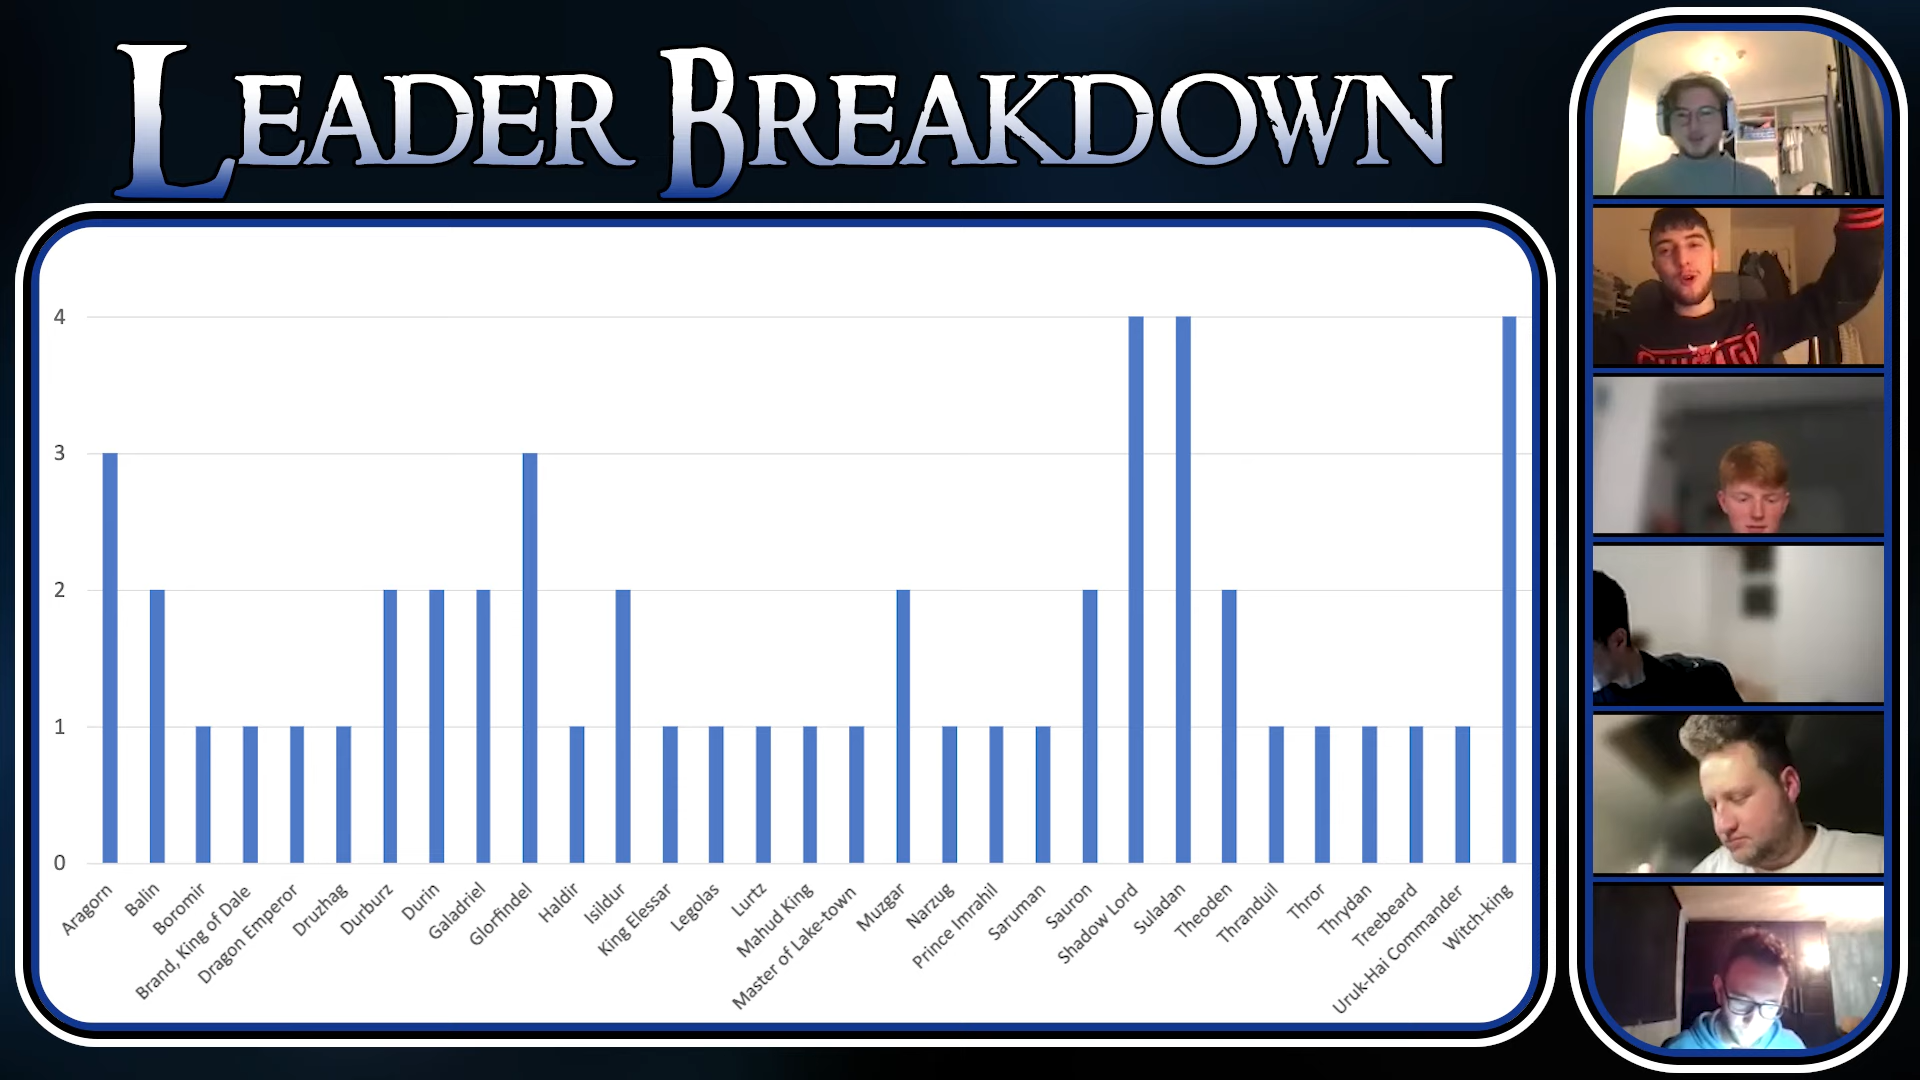 LEADER BREAKDOWN
4
3
2
1
0
Aragorn
Balin
Boromir
Brand, King of Dale
Dragon Emperor
Druzhag
Durburz
Durin
Galadriel
Glorfindel
Haldir
Isildur
King Elessar
Legolas
Lurtz
Mahud King
Master of Lake-town
Muzgar
Narzug
Prince Imrahil
Saruman
Sauron
Shadow Lord
Suladan
Theoden
Thranduil
Thror
Thrydan
Treebeard
Uruk-Hai Commander
Witch-king